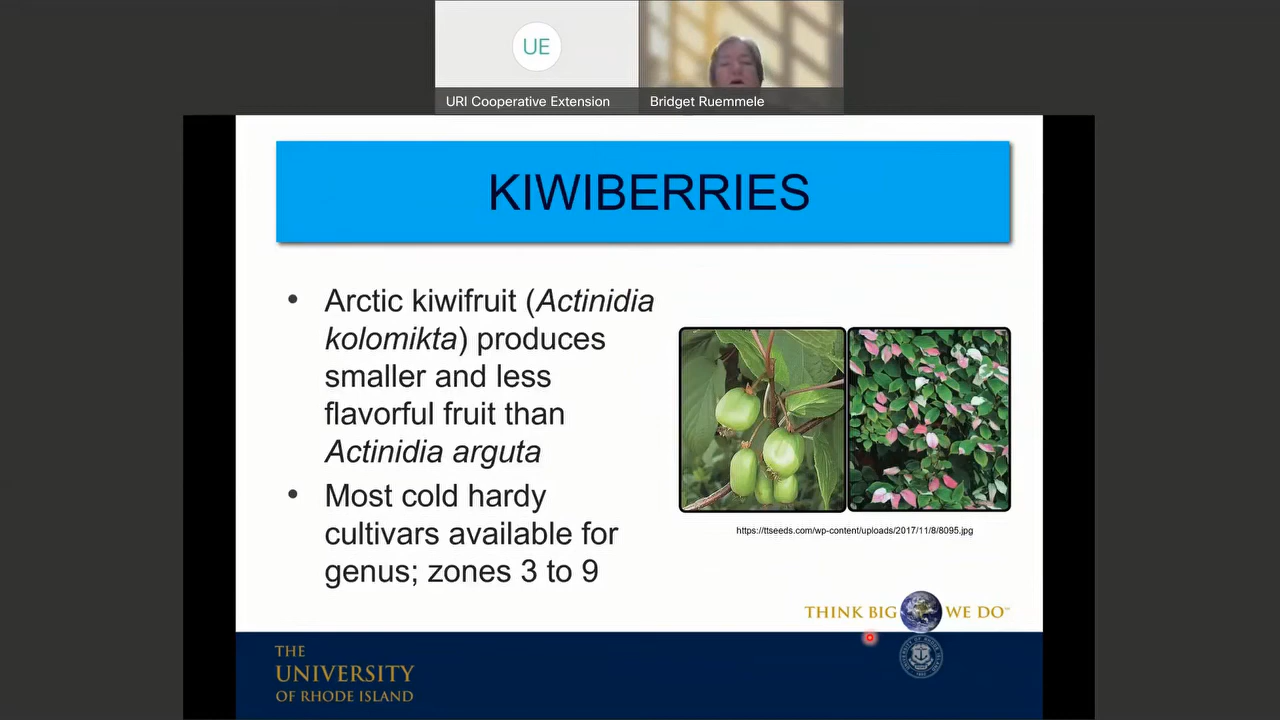 UE
URI Cooperative Extension
Bridget Ruemmele
KIWIBERRIES
• Arctic kiwifruit (Actinidia
kolomikta) produces
smaller and less
flavorful fruit than
Actinidia arguta
• Most cold hardy
cultivars available for
genus; zones 3 to 9
https://ttseeds.com/wp-content/uploads/2017/11/8/8095.jpg
THINK BIG WE DO™
THE
UNIVERSITY
OF RHODE ISLAND